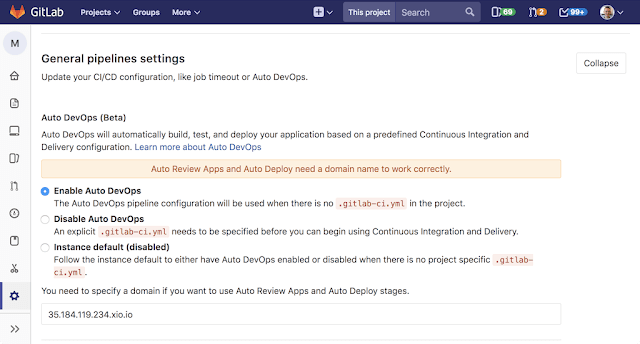 GitLab Projects Groups More This project Search 69 2 99+
M
General pipelines settings
Collapse
Update your CI/CD configuration, like job timeout or Auto DevOps.
Auto DevOps (Beta)
Auto DevOps will automatically build, test, and deploy your application based on a predefined Continuous Integration and
Delivery configuration. Learn more about Auto DevOps
Auto Review Apps and Auto Deploy need a domain name to work correctly.
Enable Auto DevOps
The Auto DevOps pipeline configuration will be used when there is no .gitlab-ci.yml in the project.
Disable Auto DevOps
An explicit .gitlab-ci.yml needs to be specified before you can begin using Continuous Integration and Delivery.
Instance default (disabled)
Follow the instance default to either have Auto DevOps enabled or disabled when there is no project specific .gitlab-
ci.yml.
You need to specify a domain if you want to use Auto Review Apps and Auto Deploy stages.
35.184.119.234.xio.io